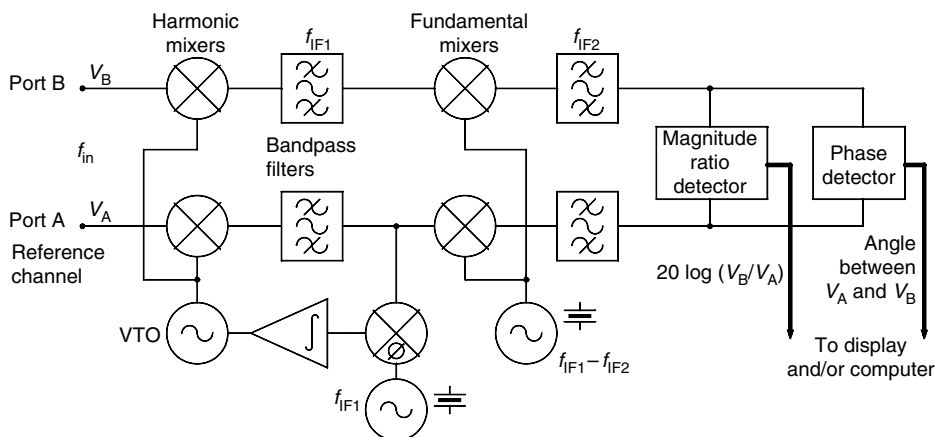 Harmonic
mixers
f_IF1
Fundamental
mixers
f_IF2
Port B
V_B
f_in
Bandpass
filters
Magnitude
ratio
detector
Phase
detector
Port A
V_A
Reference
channel
20 log (V_B/V_A)
Angle
between
V_A and V_B
VTO
∫
f_IF1
f_IF1 – f_IF2
To display
and/or computer